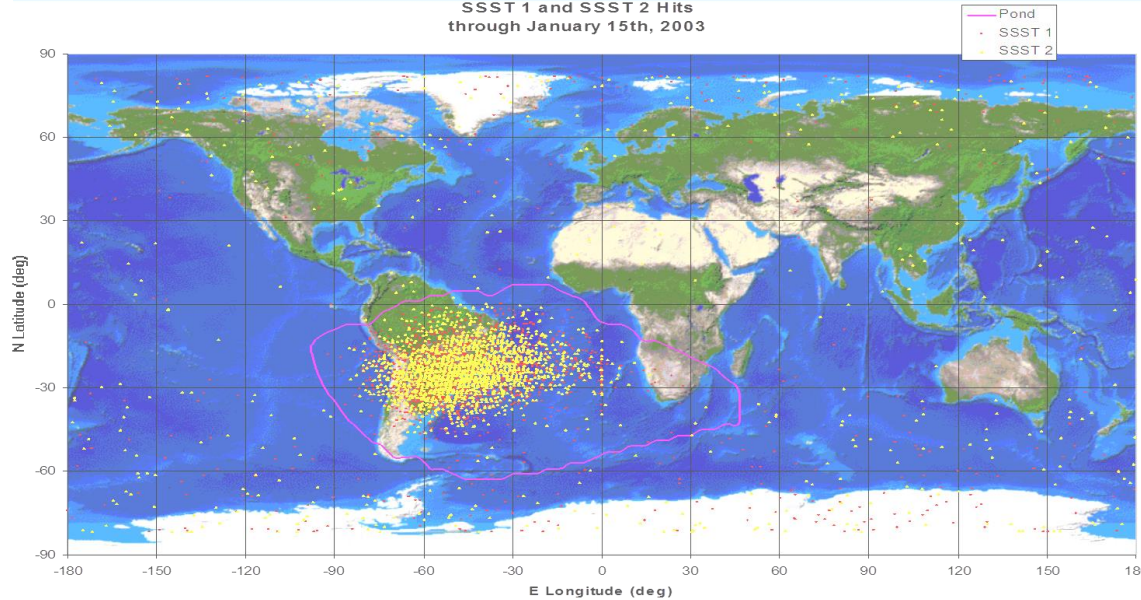 SSST 1 and SSST 2 Hits
through January 15th, 2003
Pond
SSST 1
SSST 2
90
60
30
0
-30
-60
-90
N Latitude (deg)
-180
-150
-120
-90
-60
-30
0
30
60
90
120
150
18
E Longitude (deg)